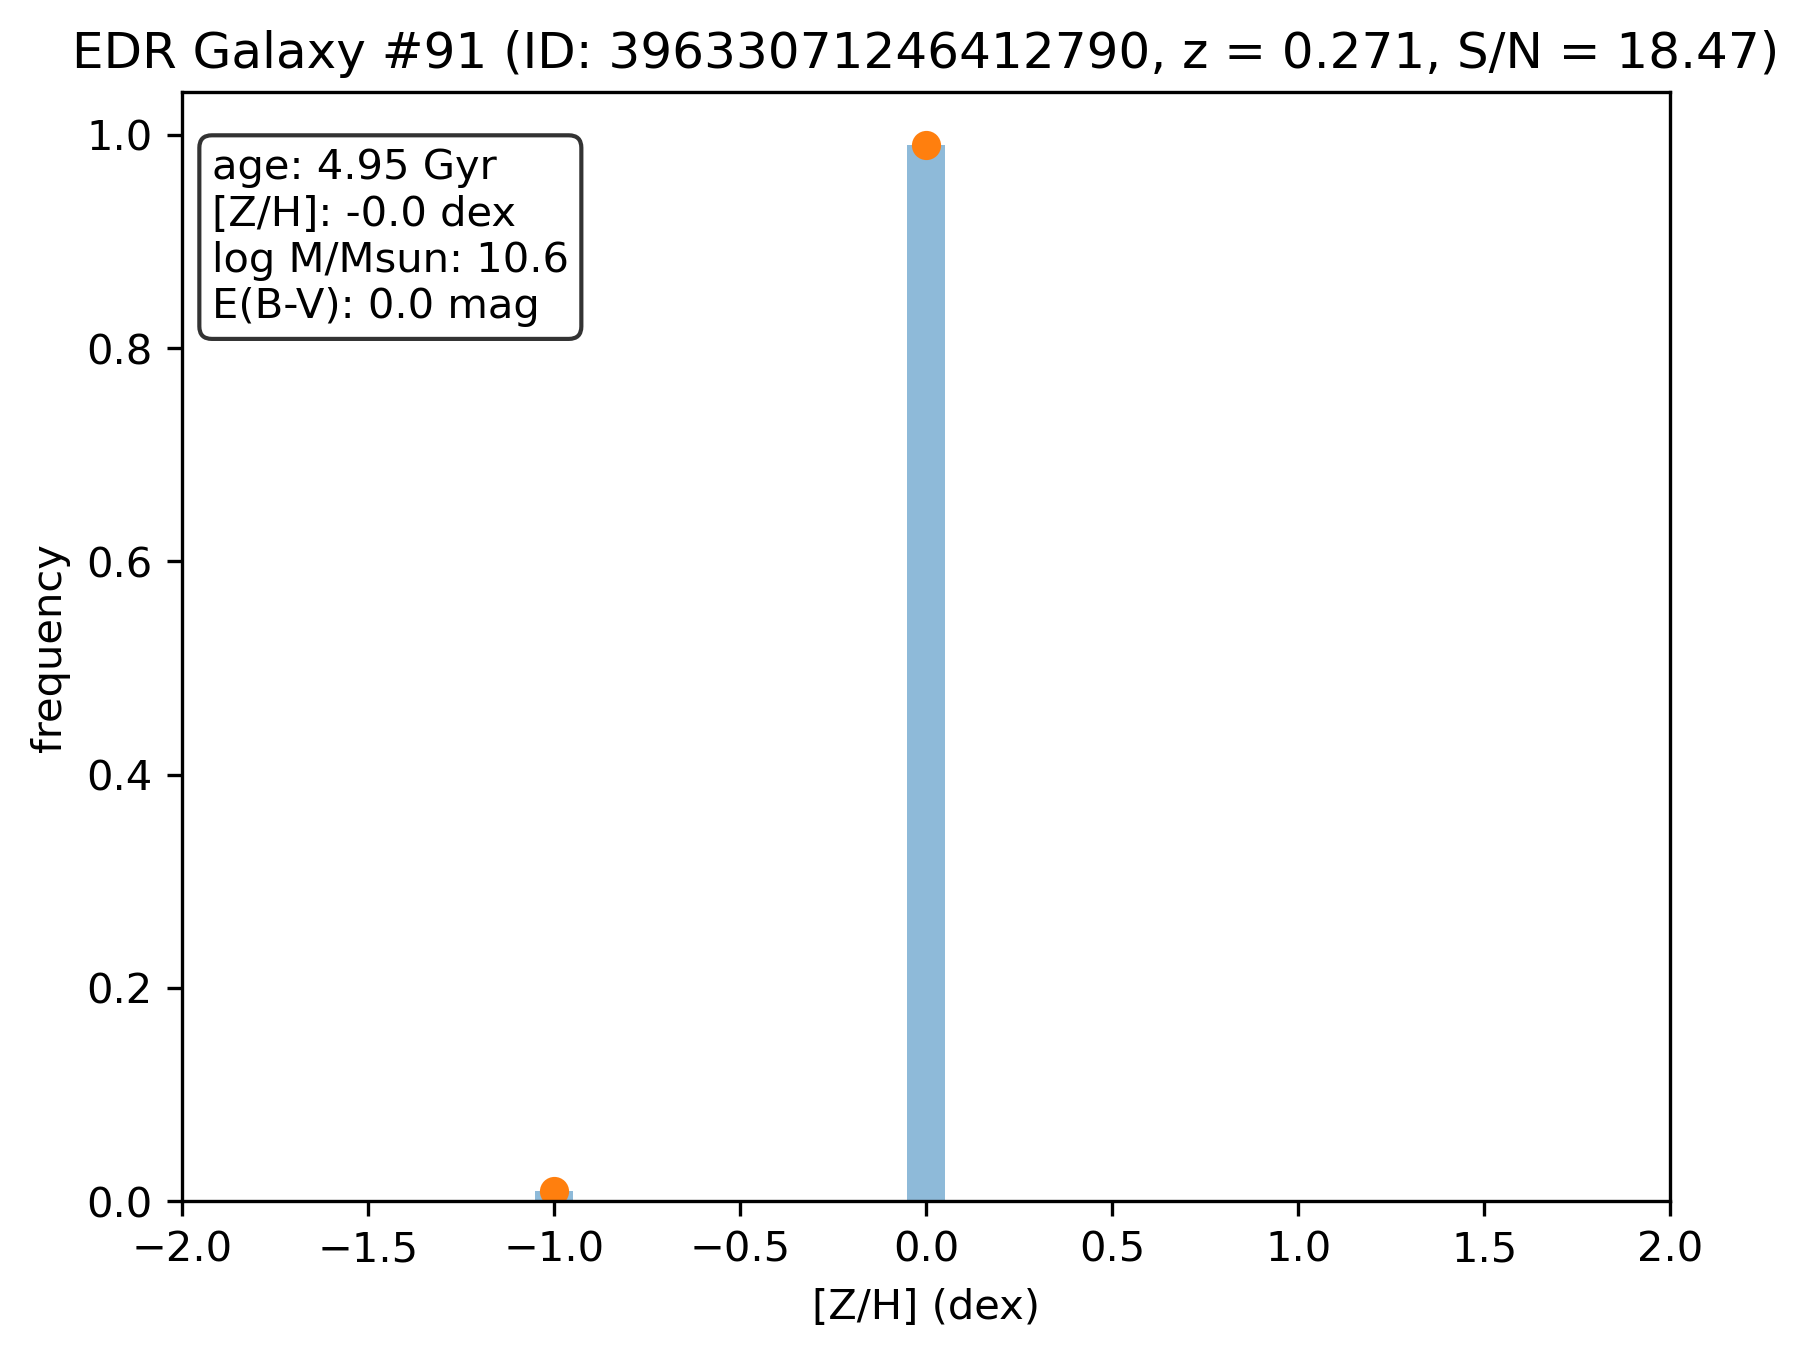 EDR Galaxy #91 (ID: 39633071246412790, z = 0.271, S/N = 18.47)
1.0
0.8
0.6
0.4
0.2
0.0
frequency
age: 4.95 Gyr
[Z/H]: -0.0 dex
log M/Msun: 10.6
E(B-V): 0.0 mag
−2.0 −1.5 −1.0 −0.5 0.0 0.5 1.0 1.5 2.0
[Z/H] (dex)